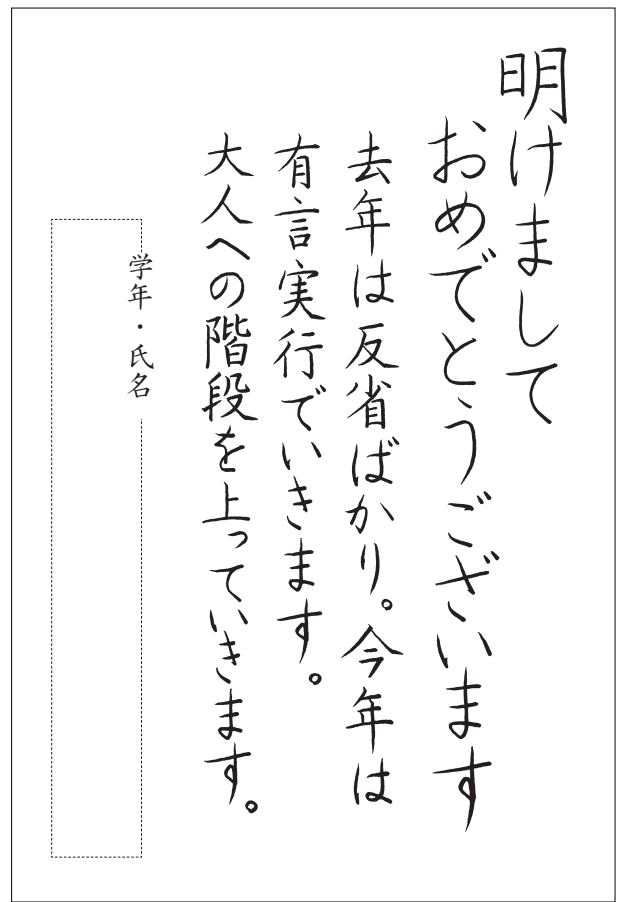 明けまして
おめでとうございます
去年は反省ばかり。今年は
有言実行でいきます。
大人への階段を上っていきます。
学年・氏名